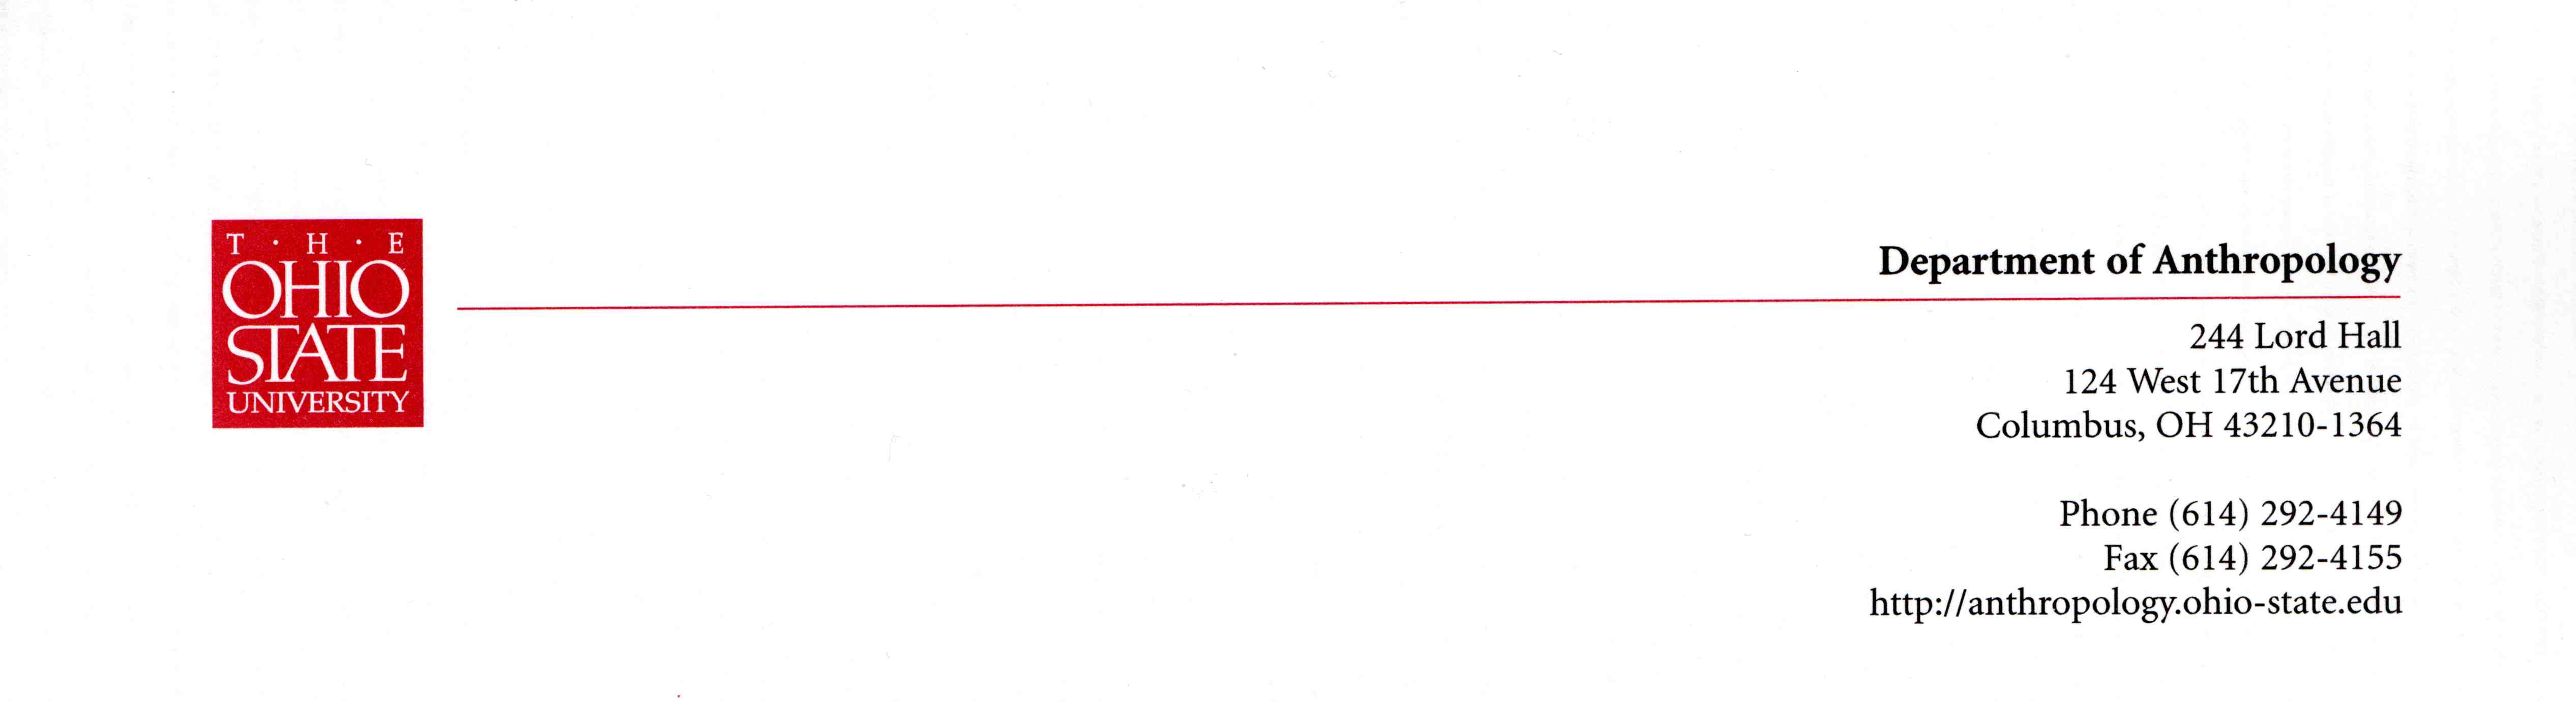 T · H · E
OHIO
STATE
UNIVERSITY
Department of Anthropology
244 Lord Hall
124 West 17th Avenue
Columbus, OH 43210-1364
Phone (614) 292-4149
Fax (614) 292-4155
http://anthropology.ohio-state.edu